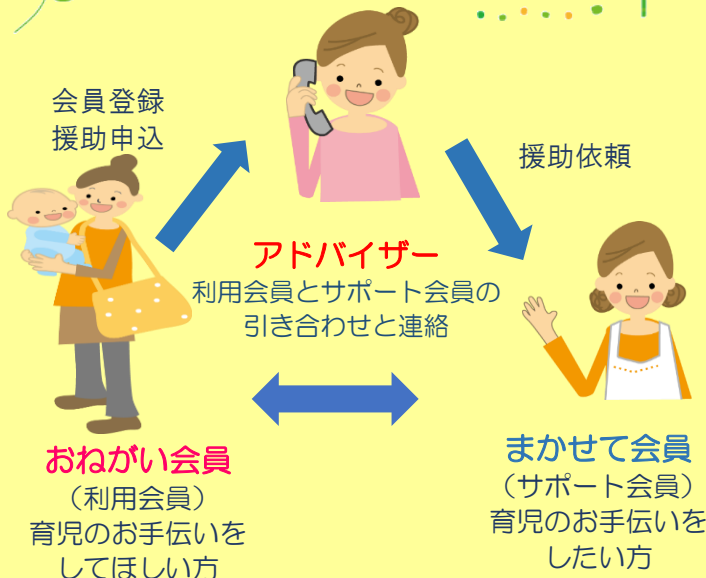 会員登録
援助申込
援助依頼
アドバイザー
利用会員とサポート会員の
引き合わせと連絡
おねがい会員
（利用会員）
育児のお手伝いを
してほしい方
まかせて会員
（サポート会員）
育児のお手伝いを
したい方